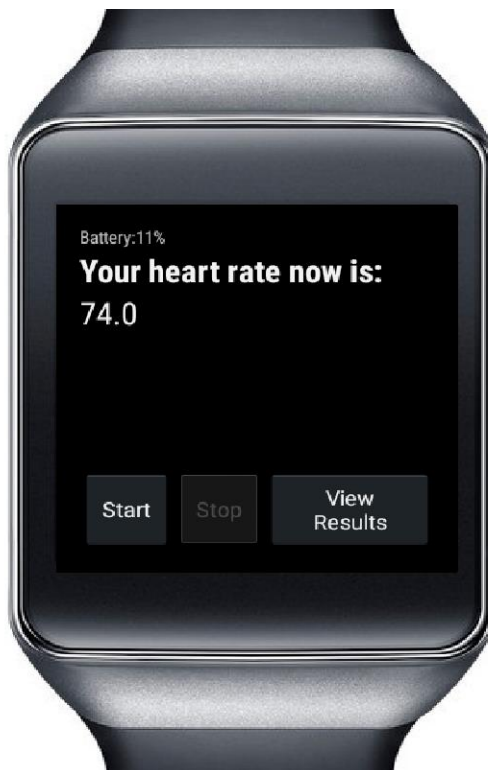 Battery:11%
Your heart rate now is:
74.0
Start
Stop
View
Results